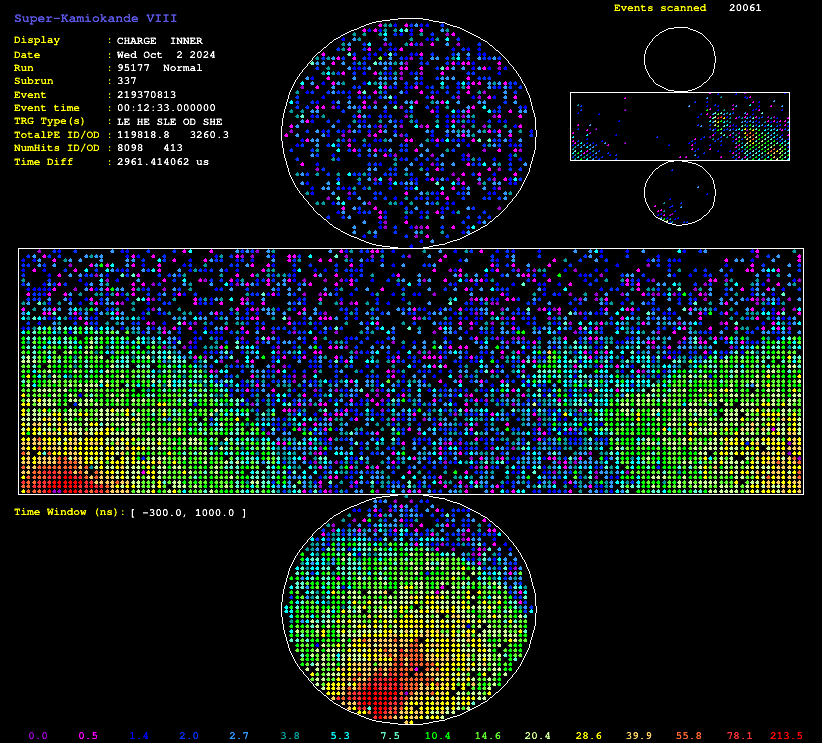 Super-Kamiokande VIII
Events scanned 20061
Display : CHARGE INNER
Date : Wed Oct 2 2024
Run : 95177 Normal
Subrun : 337
Event : 219370813
Event time : 00:12:33.000000
TRG Type(s) : LE HE SLE OD SHE
TotalPE ID/OD : 119818.8 3260.3
NumHits ID/OD : 8098 413
Time Diff : 2961.414062 us
Time Window (ns): [ -300.0, 1000.0 ]
0.0 0.5 1.4 2.0 2.7 3.8 5.3 7.5 10.4 14.6 20.4 28.6 39.9 55.8 78.1 213.5